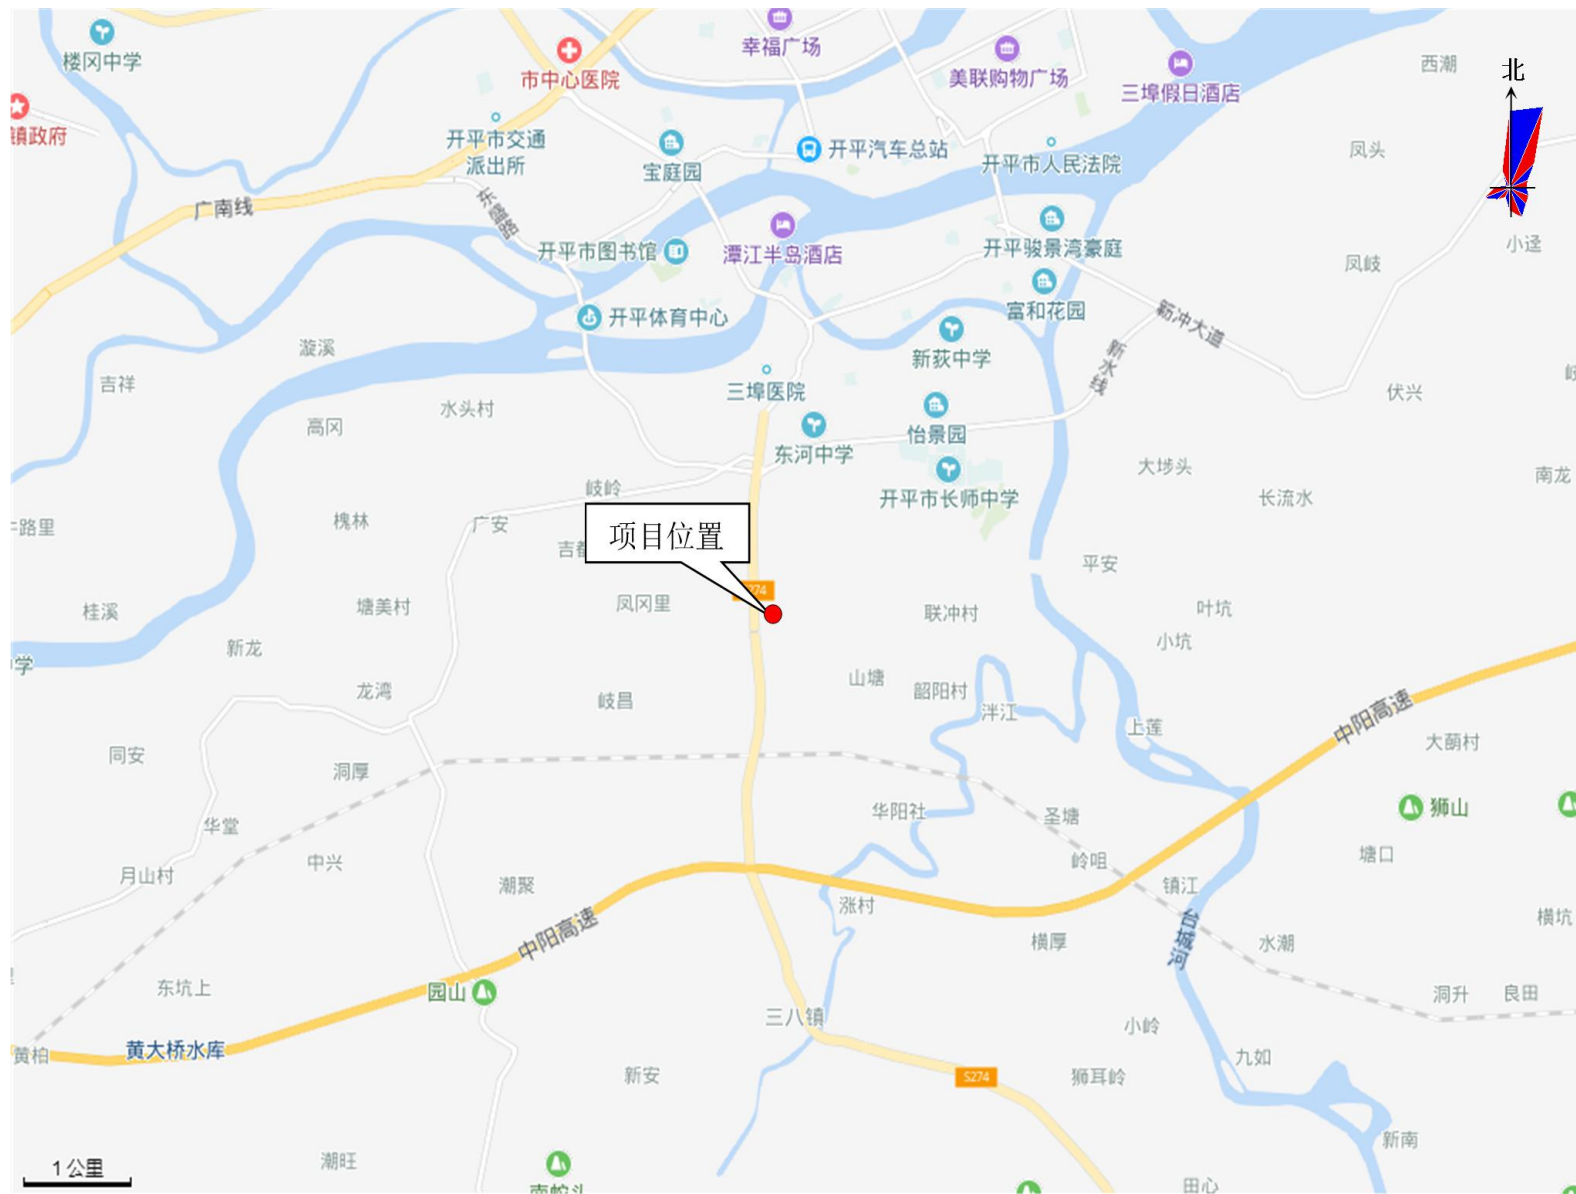 楼冈中学
市中心医院
幸福广场
美联购物广场
三埠假日酒店
西潮
北
镇政府
开平市交通
派出所
宝庭园
开平汽车总站
开平市人民法院
凤头
广南线
东盛路
开平市图书馆
潭江半岛酒店
开平骏景湾豪庭
小迳
凤岐
富和花园
簕冲大道
开平体育中心
漩溪
新荻中学
新水线
吉祥
三埠医院
伏兴
水头村
高冈
怡景园
东河中学
大埗头
南龙
岐岭
开平市长师中学
长流水
路里
槐林
广安
项目位置
吉都
平安
274
桂溪
塘美村
凤冈里
联冲村
叶坑
新龙
小坑
学
山塘
韶阳村
龙湾
岐昌
泮江
上莲
中阳高速
大蓢村
同安
洞厚
狮山
华阳社
圣塘
华堂
塘口
中兴
岭咀
月山村
潮聚
镇江
涨村
横坑
中阳高速
台城河
横厚
水潮
东坑上
园山
洞升
良田
三八镇
小岭
黄柏
黄大桥水库
九如
新安
S274
狮耳岭
新南
1公里
潮旺
南蛇斗
田心